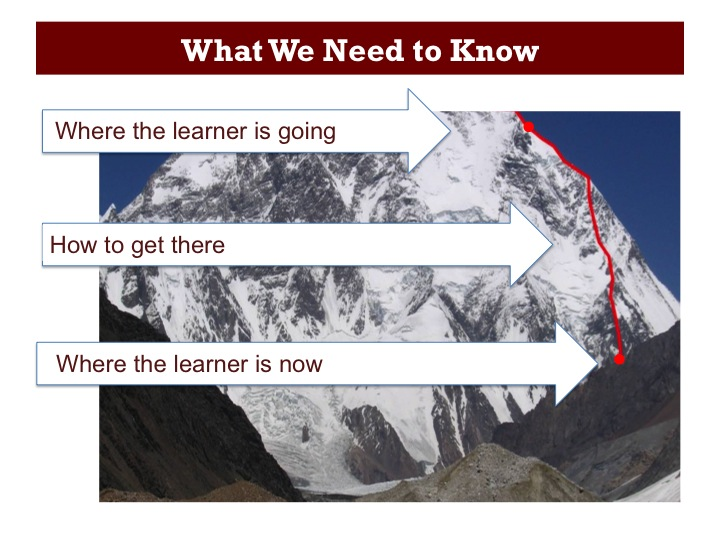 What We Need to Know
Where the learner is going
How to get there
Where the learner is now